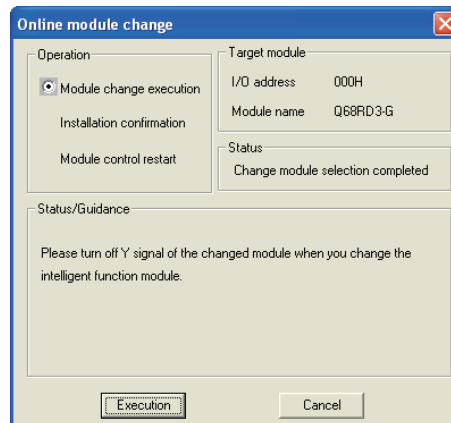 Online module change
Operation
Module change execution
Installation confirmation
Module control restart
Target module
I/O address 000H
Module name Q68RD3-G
Status
Change module selection completed
Status/Guidance
Please turn off Y signal of the changed module when you change the
intelligent function module.
Execution
Cancel